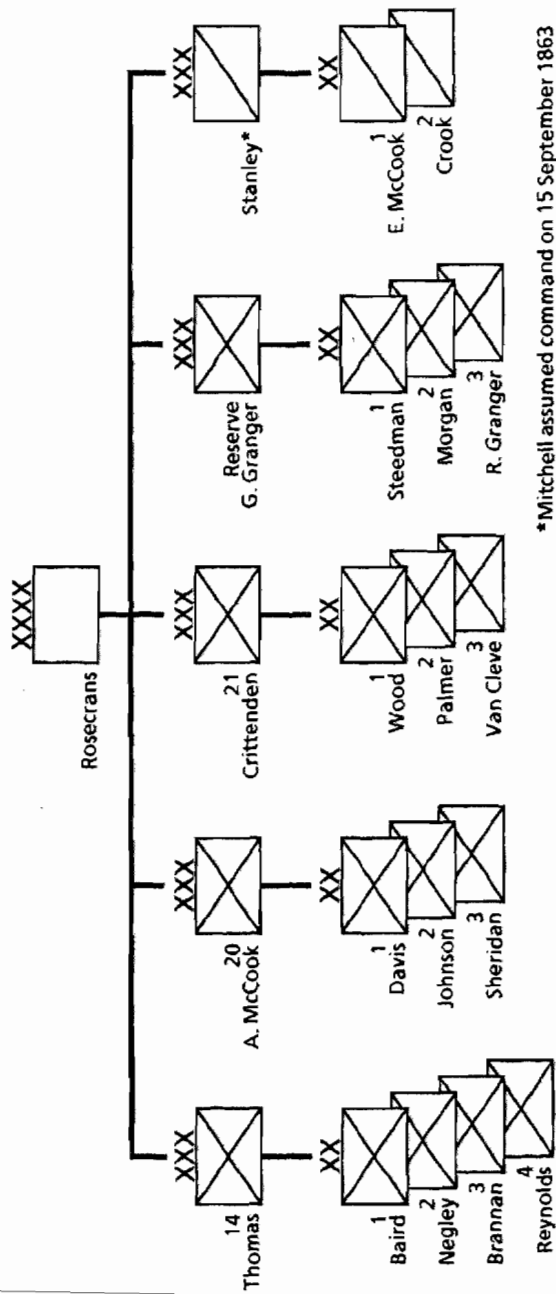 XXXX
Rosecrans
XXX
14
Thomas
XX
1
Baird
2
Negley
3
Brannan
4
Reynolds
XXX
20
A. McCook
XX
1
Davis
2
Johnson
3
Sheridan
XXX
21
Crittenden
XX
1
Wood
2
Palmer
3
Van Cleve
XXX
Reserve
G. Granger
XX
1
Steedman
2
Morgan
3
R. Granger
XXX
Stanley*
XX
1
E. McCook
2
Crook
*Mitchell assumed command on 15 September 1863